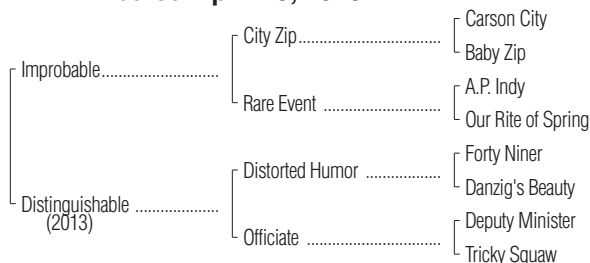 Carson City
City Zip
Baby Zip
Improbable
A.P. Indy
Rare Event
Our Rite of Spring
Forty Niner
Distorted Humor
Danzig's Beauty
Distinguishable
(2013)
Deputy Minister
Officiate
Tricky Squaw